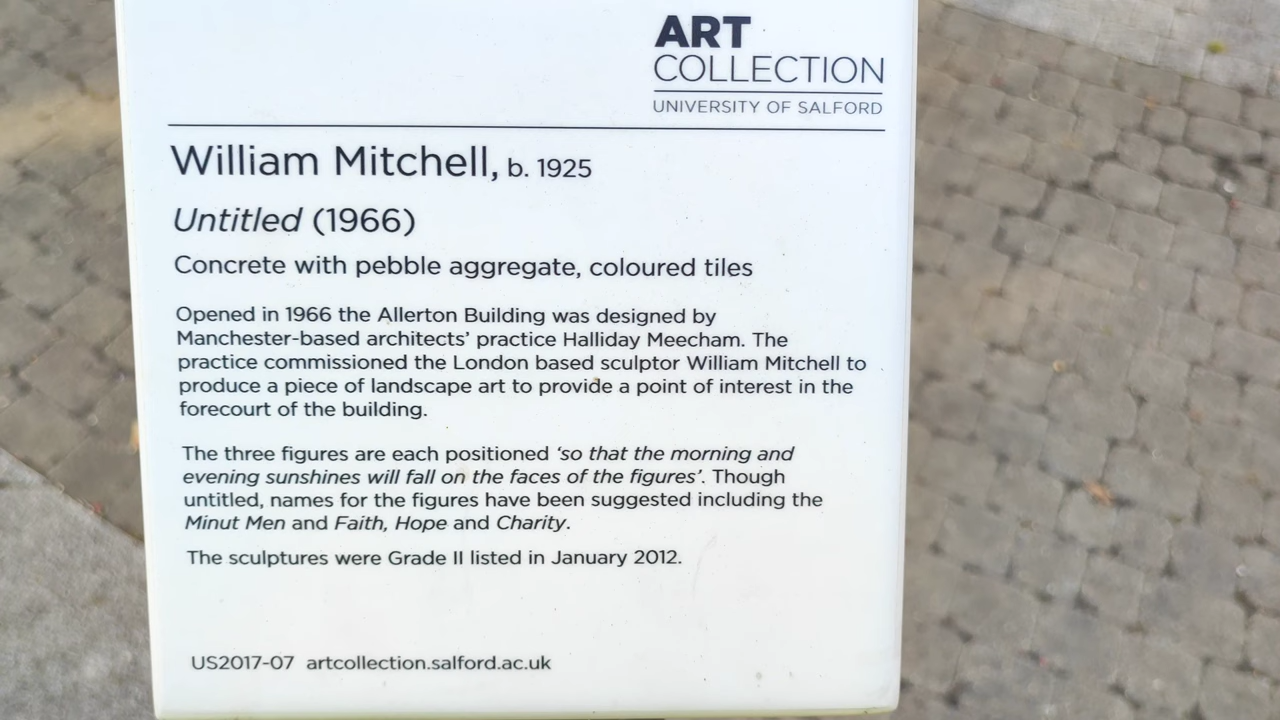 ART
COLLECTION
UNIVERSITY OF SALFORD
William Mitchell, b. 1925
Untitled (1966)
Concrete with pebble aggregate, coloured tiles
Opened in 1966 the Allerton Building was designed by
Manchester-based architects' practice Halliday Meecham. The
practice commissioned the London based sculptor William Mitchell to
produce a piece of landscape art to provide a point of interest in the
forecourt of the building.
The three figures are each positioned 'so that the morning and
evening sunshines will fall on the faces of the figures'. Though
untitled, names for the figures have been suggested including the
Minut Men and Faith, Hope and Charity.
The sculptures were Grade II listed in January 2012.
US2017-07 artcollection.salford.ac.uk